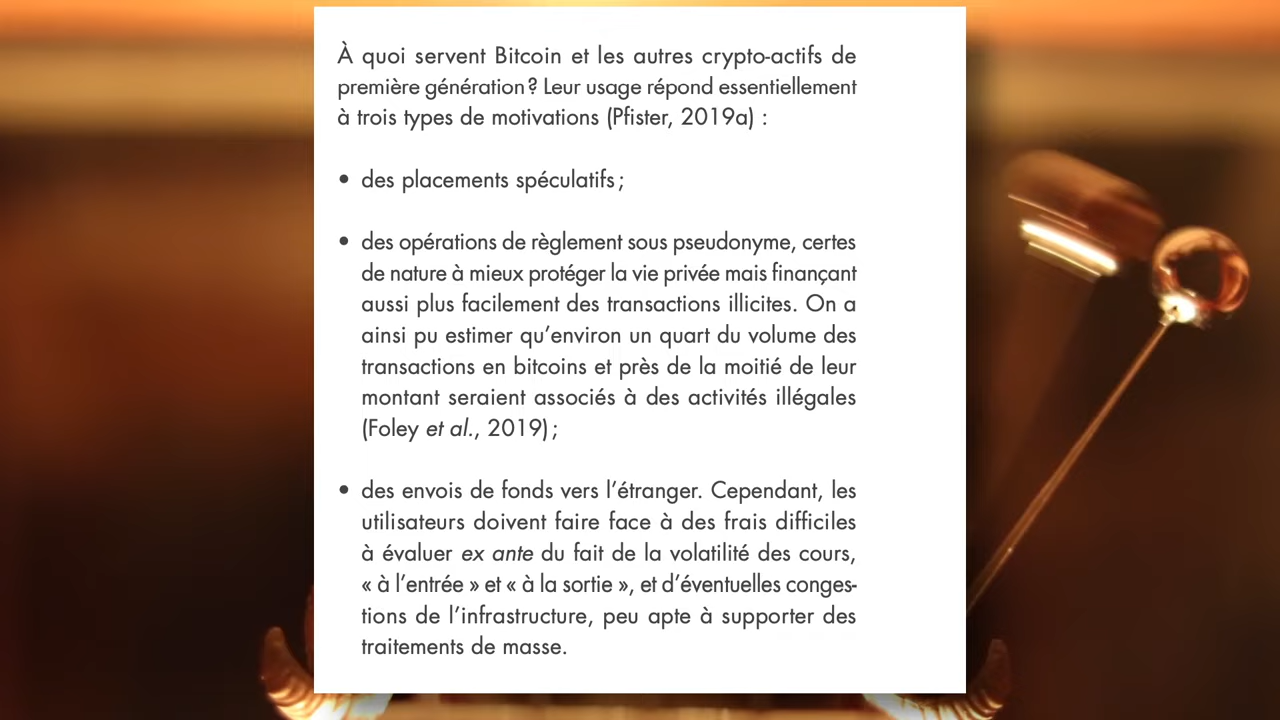 À quoi servent Bitcoin et les autres crypto-actifs de
première génération ? Leur usage répond essentiellement
à trois types de motivations (Pfister, 2019a) :
• des placements spéculatifs ;
• des opérations de règlement sous pseudonyme, certes
de nature à mieux protéger la vie privée mais finançant
aussi plus facilement des transactions illicites. On a
ainsi pu estimer qu’environ un quart du volume des
transactions en bitcoins et près de la moitié de leur
montant seraient associés à des activités illégales
(Foley et al., 2019) ;
• des envois de fonds vers l’étranger. Cependant, les
utilisateurs doivent faire face à des frais difficiles
à évaluer ex ante du fait de la volatilité des cours,
« à l’entrée » et « à la sortie », et d’éventuelles conges-
tions de l’infrastructure, peu apte à supporter des
traitements de masse.